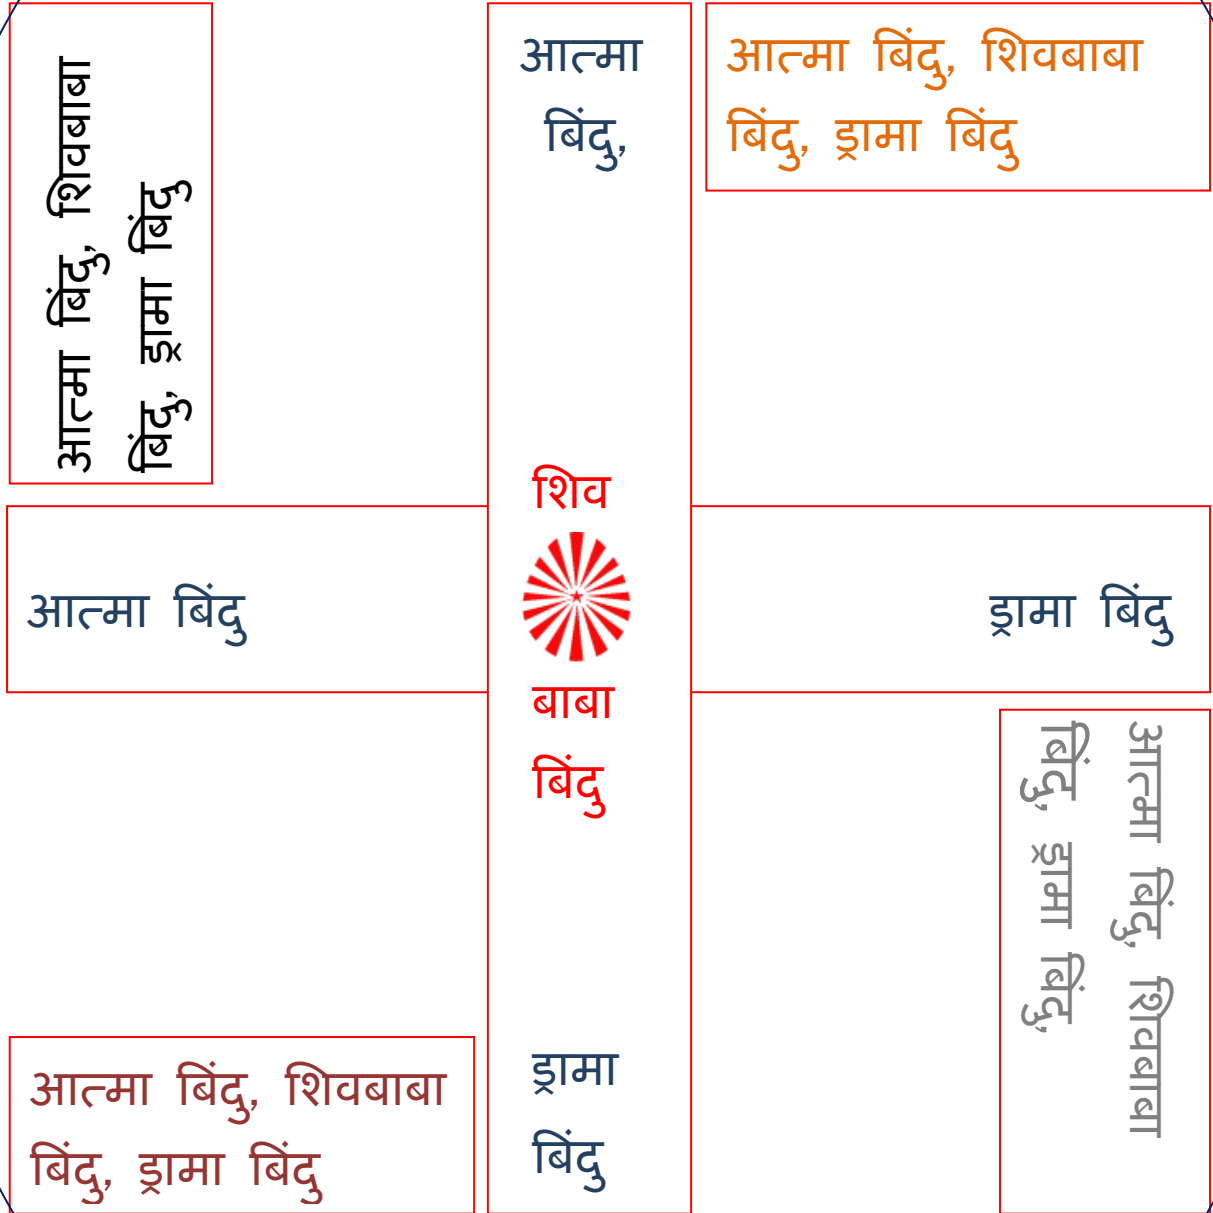 आत्मा बिंदु, शिवबाबा
बिंदु, ड्रामा बिंदु
आत्मा
बिंदु,
आत्मा बिंदु, शिवबाबा
बिंदु, ड्रामा बिंदु
शिव
आत्मा बिंदु
ड्रामा बिंदु
बाबा
बिंदु
आत्मा बिंदु, शिवबाबा
बिंदु, ड्रामा बिंदु,
आत्मा बिंदु, शिवबाबा
बिंदु, ड्रामा बिंदु
ड्रामा
बिंदु